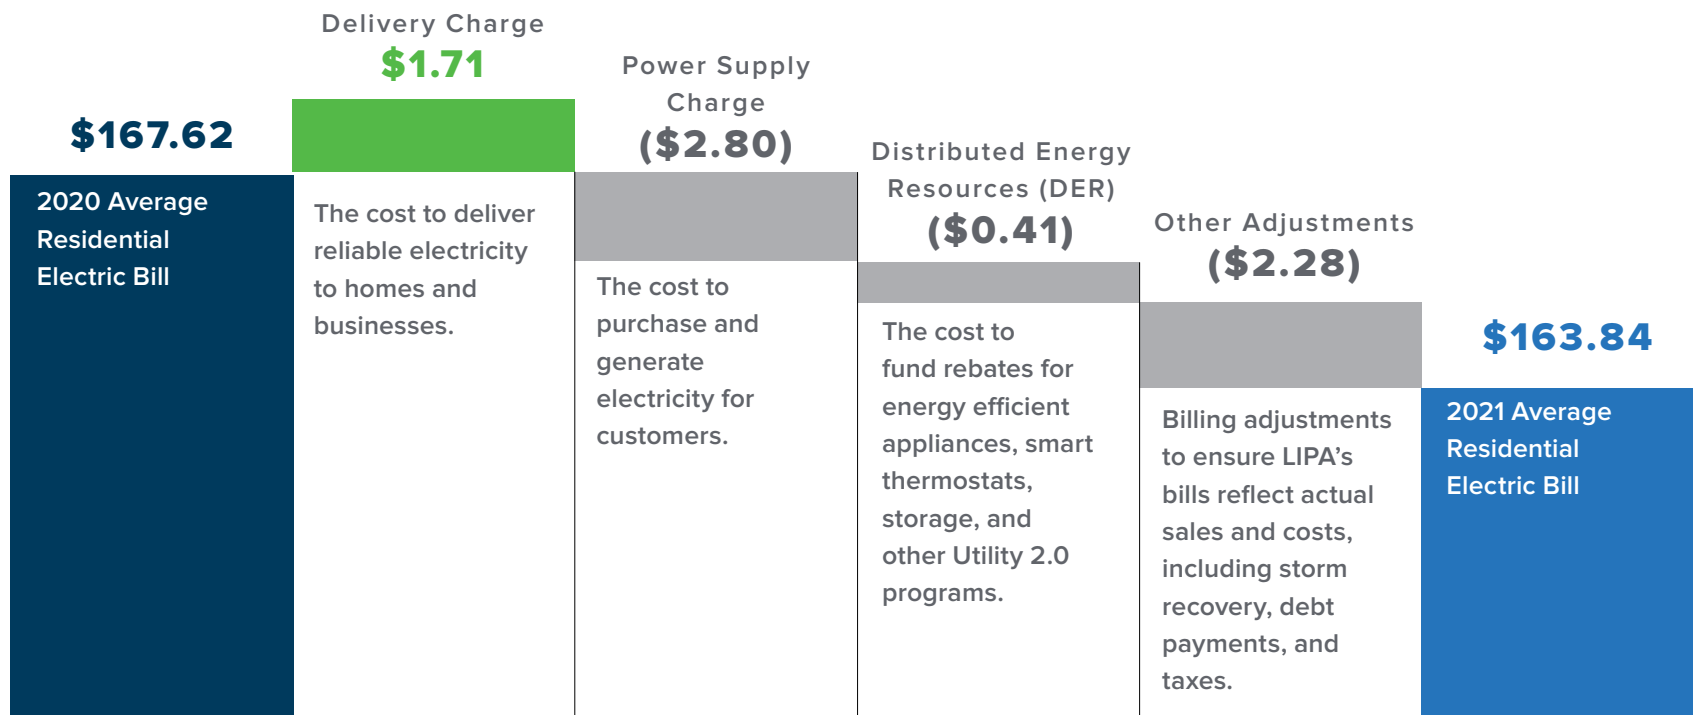 $167.62
2020 Average
Residential
Electric Bill
Delivery Charge
$1.71
The cost to deliver
reliable electricity
to homes and
businesses.
Power Supply
Charge
($2.80)
The cost to
purchase and
generate
electricity for
customers.
Distributed Energy
Resources (DER)
($0.41)
The cost to
fund rebates for
energy efficient
appliances, smart
thermostats,
storage, and
other Utility 2.0
programs.
Other Adjustments
($2.28)
Billing adjustments
to ensure LIPA’s
bills reflect actual
sales and costs,
including storm
recovery, debt
payments, and
taxes.
$163.84
2021 Average
Residential
Electric Bill